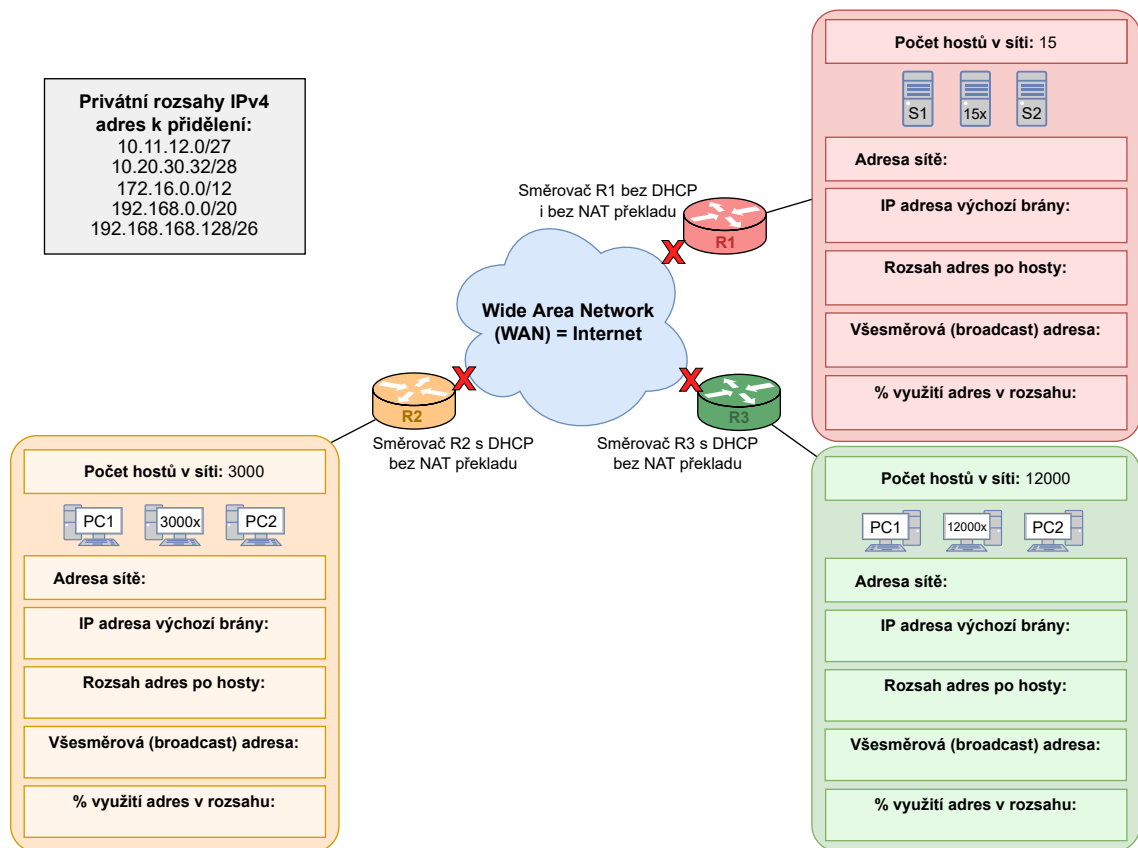 Privátní rozsahy IPv4
adres k přidělení:
10.11.12.0/27
10.20.30.32/28
172.16.0.0/12
192.168.0.0/20
192.168.168.128/26
Počet hostů v síti: 15
S1
15x
S2
Adresa sítě:
IP adresa výchozí brány:
Rozsah adres po hosty:
Všesměrová (broadcast) adresa:
% využití adres v rozsahu:
Směrovač R1 bez DHCP
i bez NAT překladu
R1
Wide Area Network
(WAN) = Internet
R2
Směrovač R2 s DHCP
bez NAT překladu
R3
Směrovač R3 s DHCP
bez NAT překladu
Počet hostů v síti: 3000
PC1
3000x
PC2
Adresa sítě:
IP adresa výchozí brány:
Rozsah adres po hosty:
Všesměrová (broadcast) adresa:
% využití adres v rozsahu:
Počet hostů v síti: 12000
PC1
12000x
PC2
Adresa sítě:
IP adresa výchozí brány:
Rozsah adres po hosty:
Všesměrová (broadcast) adresa:
% využití adres v rozsahu: